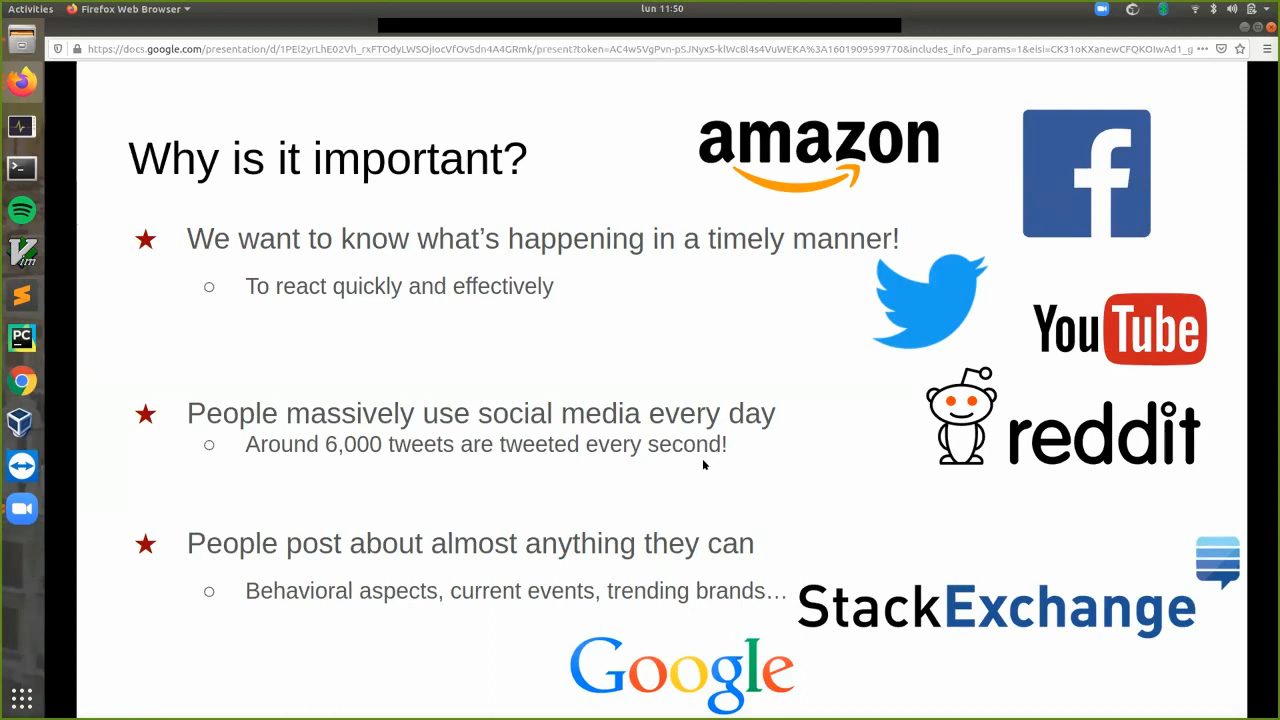 Activities
Firefox Web Browser
lun 11:50
Why is it important?
amazon
f
★ We want to know what's happening in a timely manner!
○ To react quickly and effectively
YouTube
★ People massively use social media every day
○ Around 6,000 tweets are tweeted every second!
reddit
★ People post about almost anything they can
○ Behavioral aspects, current events, trending brands…
StackExchange
Google
Vim
PC